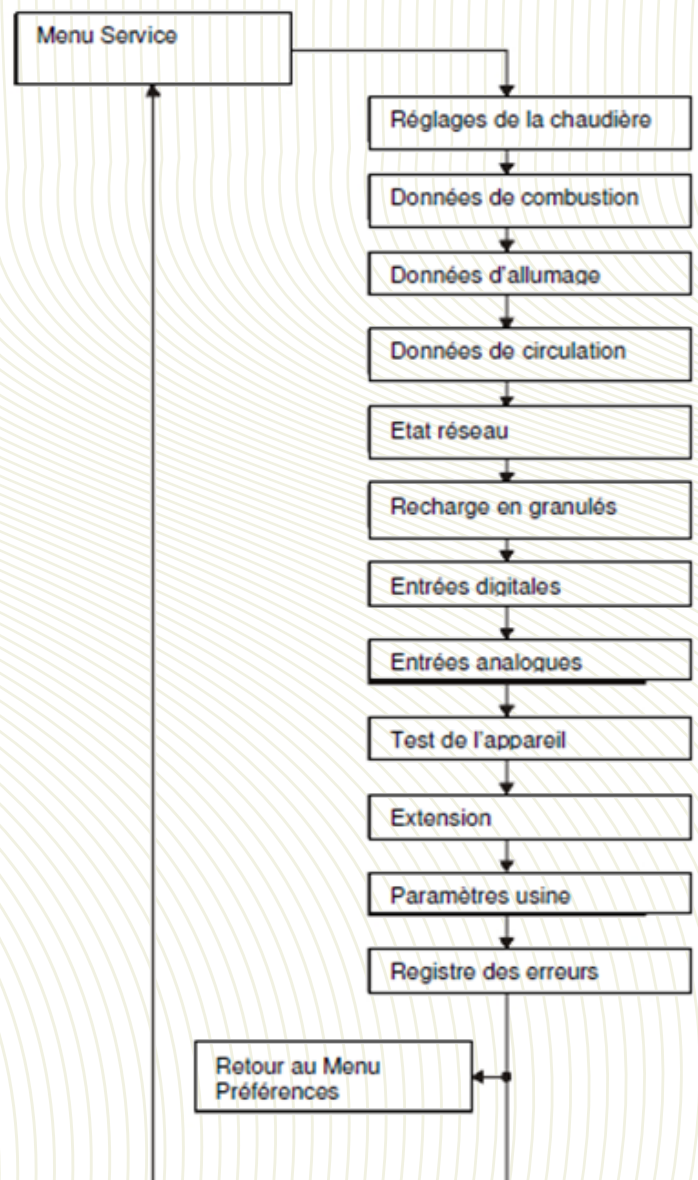 Menu Service
Réglages de la chaudière
Données de combustion
Données d'allumage
Données de circulation
Etat réseau
Recharge en granulés
Entrées digitales
Entrées analogues
Test de l'appareil
Extension
Paramètres usine
Registre des erreurs
Retour au Menu
Préférences